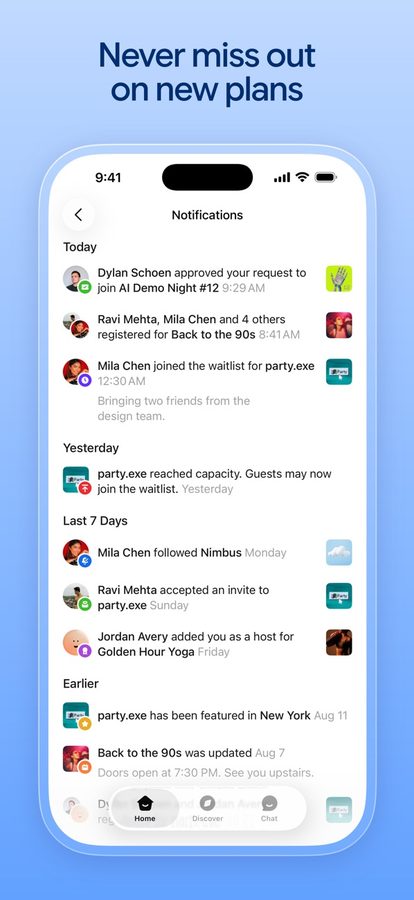 Never miss out
on new plans
9:41
Notifications
Today
Dylan Schoen approved your request to
join AI Demo Night #12 9:29 AM
Ravi Mehta, Mila Chen and 4 others
registered for Back to the 90s 8:41 AM
Mila Chen joined the waitlist for party.exe
12:30 AM
Bringing two friends from the
design team.
Yesterday
party.exe reached capacity. Guests may now
join the waitlist. Yesterday
Last 7 Days
Mila Chen followed Nimbus Monday
Ravi Mehta accepted an invite to
party.exe Sunday
Jordan Avery added you as a host for
Golden Hour Yoga Friday
Earlier
party.exe has been featured in New York Aug 11
Back to the 90s was updated Aug 7
Doors open at 7:30 PM. See you upstairs.
Home
Discover
Chat